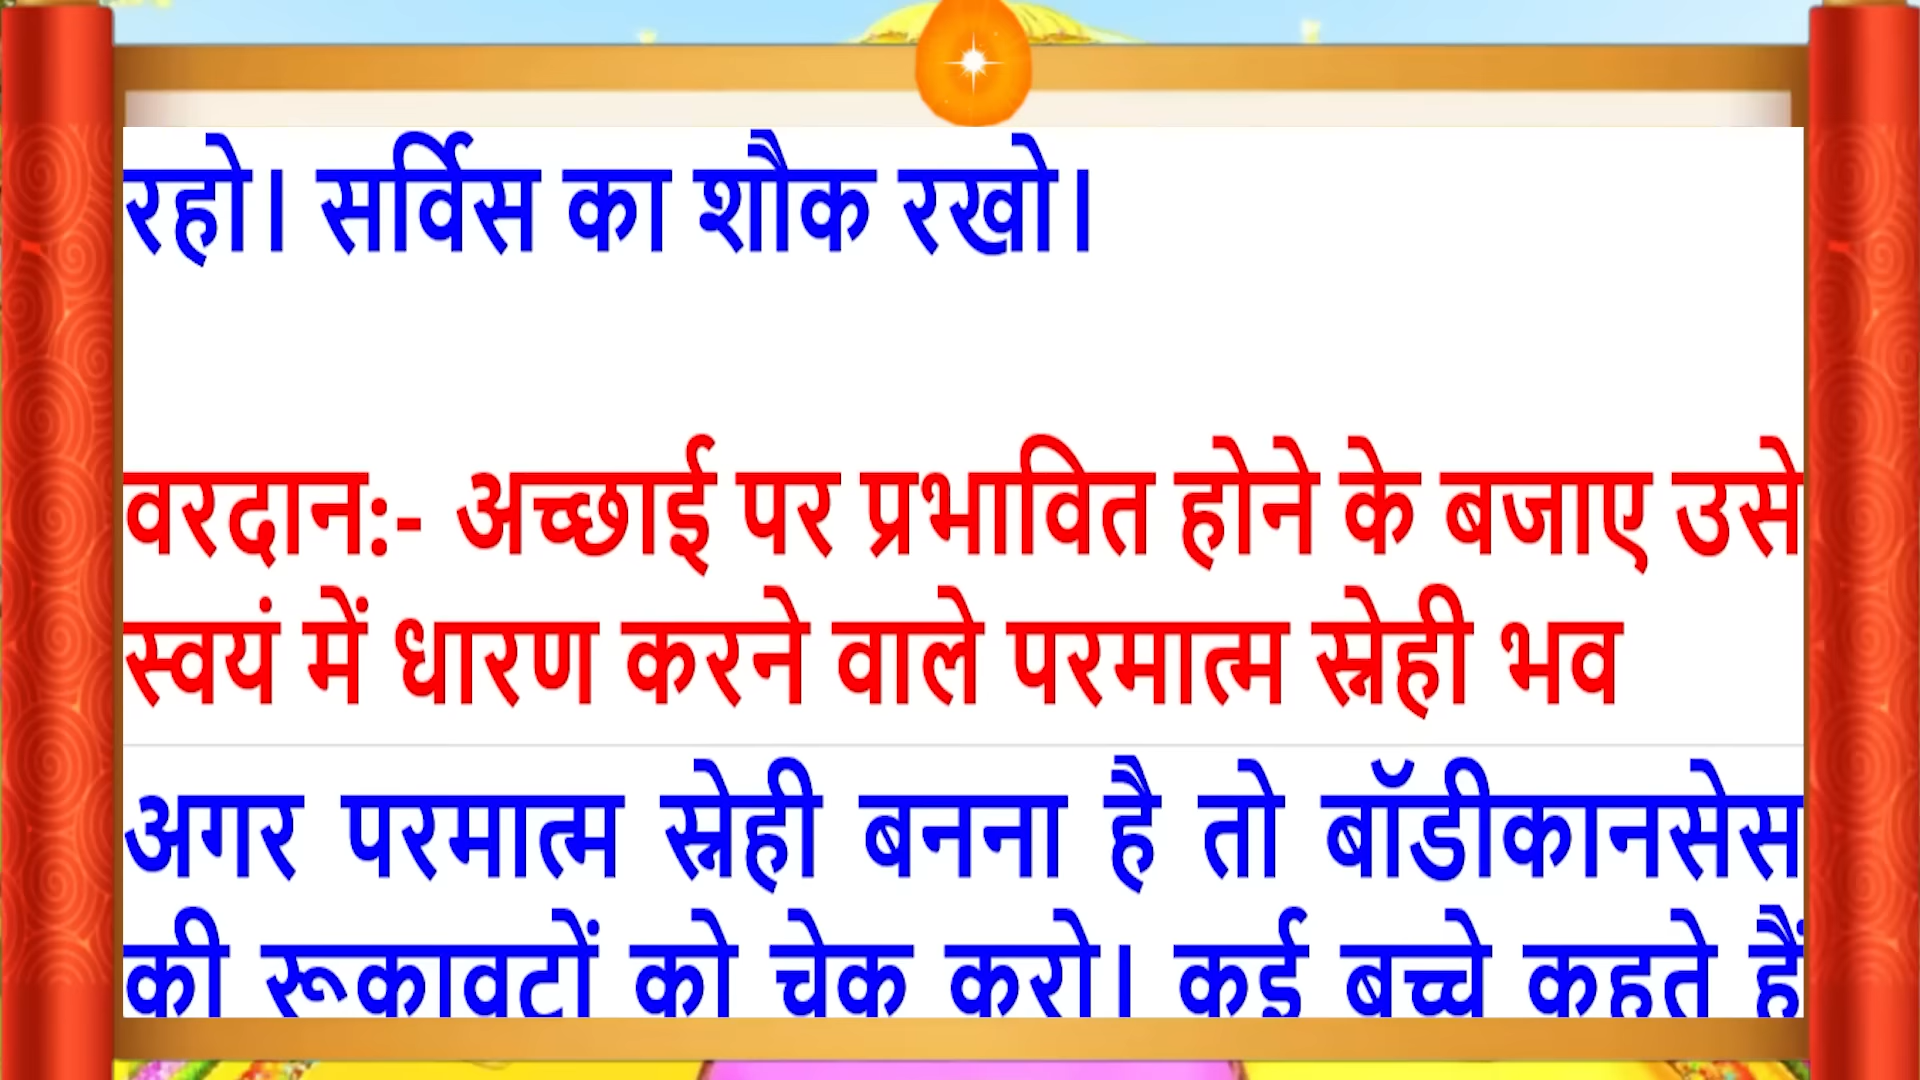 रहो। सर्विस का शौक रखो।
वरदान:- अच्छाई पर प्रभावित होने के बजाए उसे
स्वयं में धारण करने वाले परमात्म स्नेही भव
अगर परमात्म स्नेही बनना है तो बॉडीकानसेस
की रूकावटों को चेक करो। कई बच्चे कहते हैं